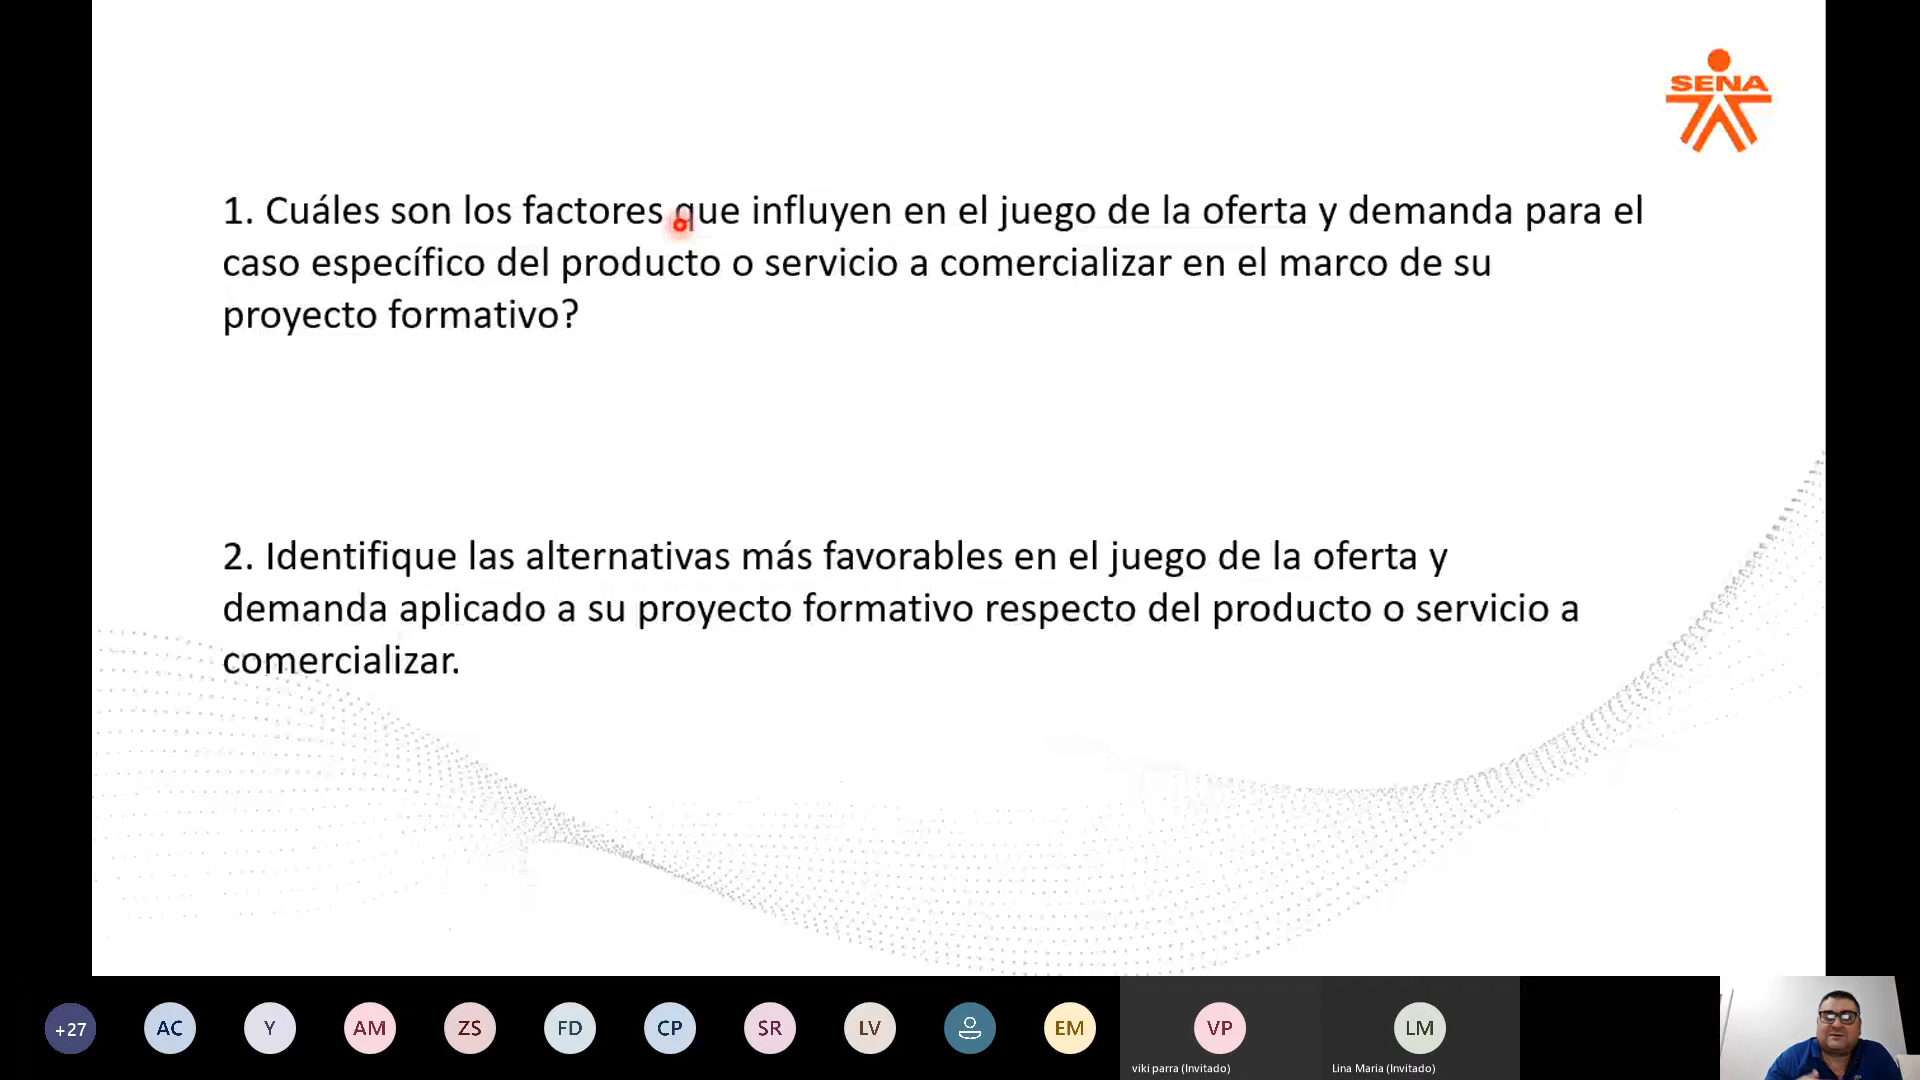 SENA
1. Cuáles son los factores que influyen en el juego de la oferta y demanda para el
caso específico del producto o servicio a comercializar en el marco de su
proyecto formativo?
2. Identifique las alternativas más favorables en el juego de la oferta y
demanda aplicado a su proyecto formativo respecto del producto o servicio a
comercializar.
+27 AC Y AM ZS FD CP SR LV EM VP LM
viki parra (Invitado) Lina Maria (Invitado)